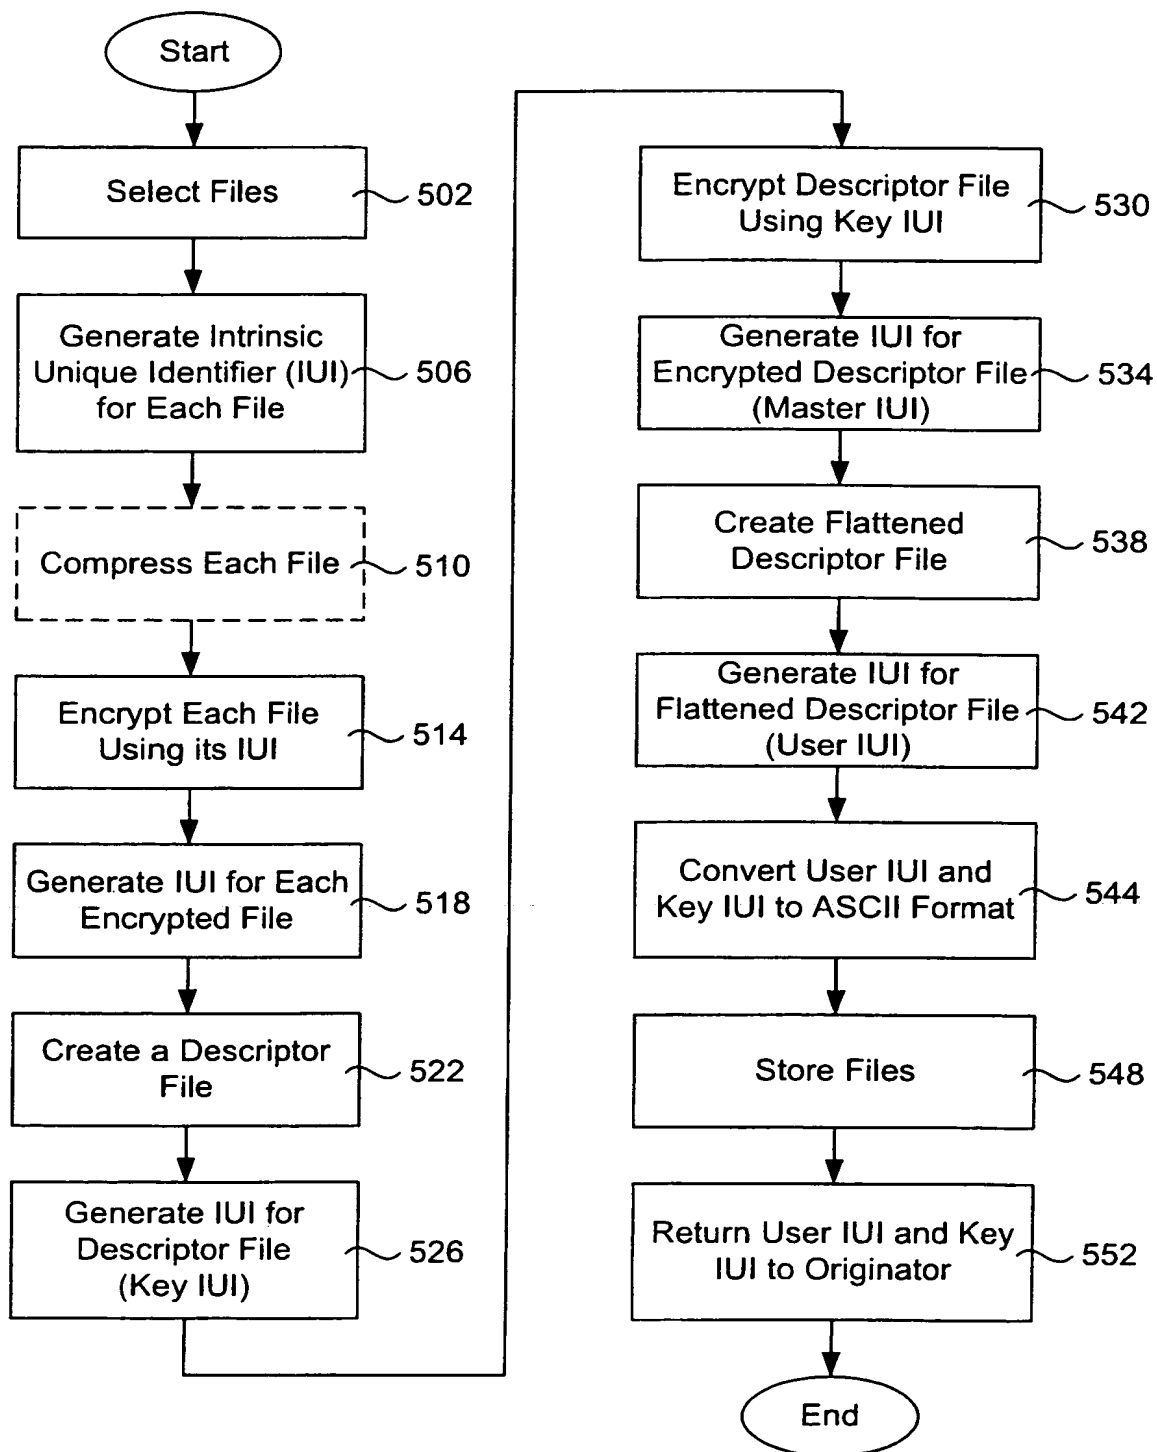 Start
Select Files
502
Generate Intrinsic
Unique Identifier (IUI)
for Each File
506
Compress Each File
510
Encrypt Each File
Using its IUI
514
Generate IUI for Each
Encrypted File
518
Create a Descriptor
File
522
Generate IUI for
Descriptor File
(Key IUI)
526
Encrypt Descriptor File
Using Key IUI
530
Generate IUI for
Encrypted Descriptor File
(Master IUI)
534
Create Flattened
Descriptor File
538
Generate IUI for
Flattened Descriptor File
(User IUI)
542
Convert User IUI and
Key IUI to ASCII Format
544
Store Files
548
Return User IUI and Key
IUI to Originator
552
End